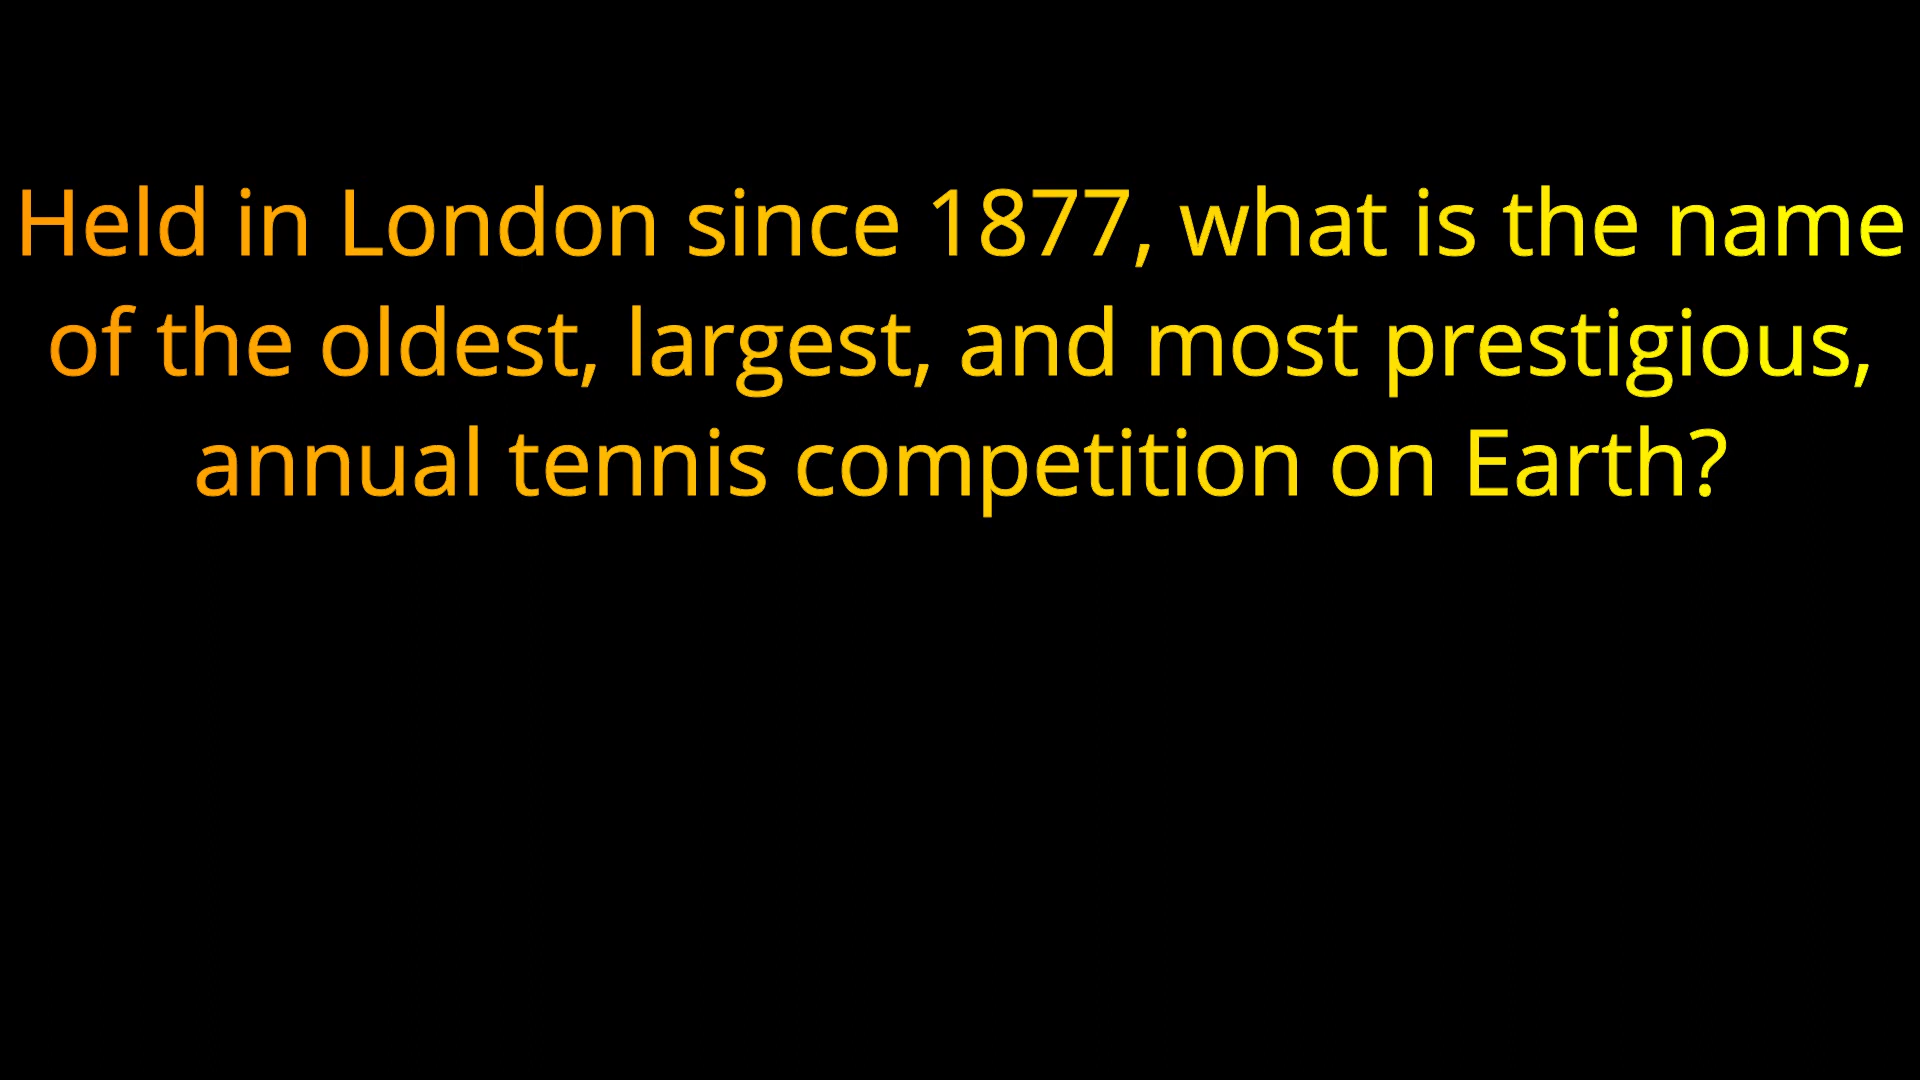 Held in London since 1877, what is the name
of the oldest, largest, and most prestigious,
annual tennis competition on Earth?